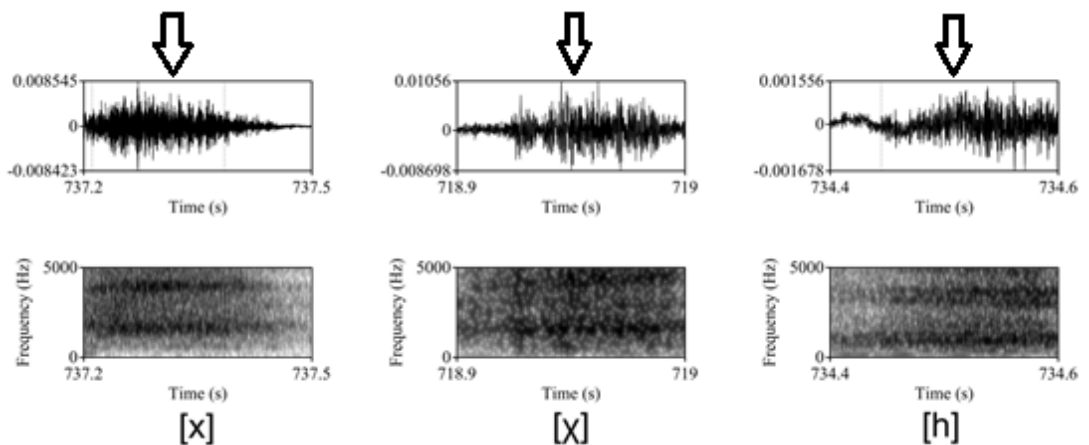 0.008545
0
-0.008423
737.2 737.5
Time (s)
0.01056
0
-0.008698
718.9 719
Time (s)
0.001556
0
-0.001678
734.4 734.6
Time (s)
5000
Frequency (Hz)
0
737.2 737.5
Time (s)
[x]
5000
Frequency (Hz)
0
718.9 719
Time (s)
[χ]
5000
Frequency (Hz)
0
734.4 734.6
Time (s)
[h]